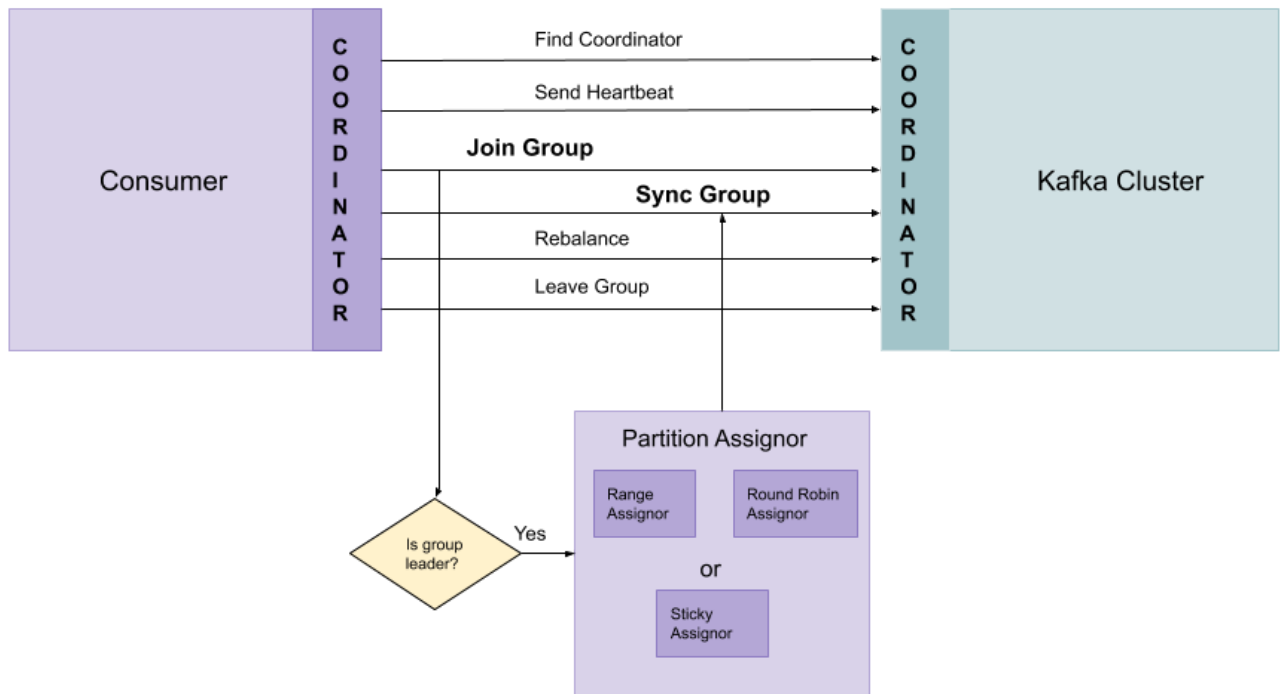 Consumer
COORDINATOR
Find Coordinator
Send Heartbeat
Join Group
Sync Group
Rebalance
Leave Group
COORDINATOR
Kafka Cluster
Is group
leader?
Yes
Partition Assignor
Range
Assignor
Round Robin
Assignor
or
Sticky
Assignor